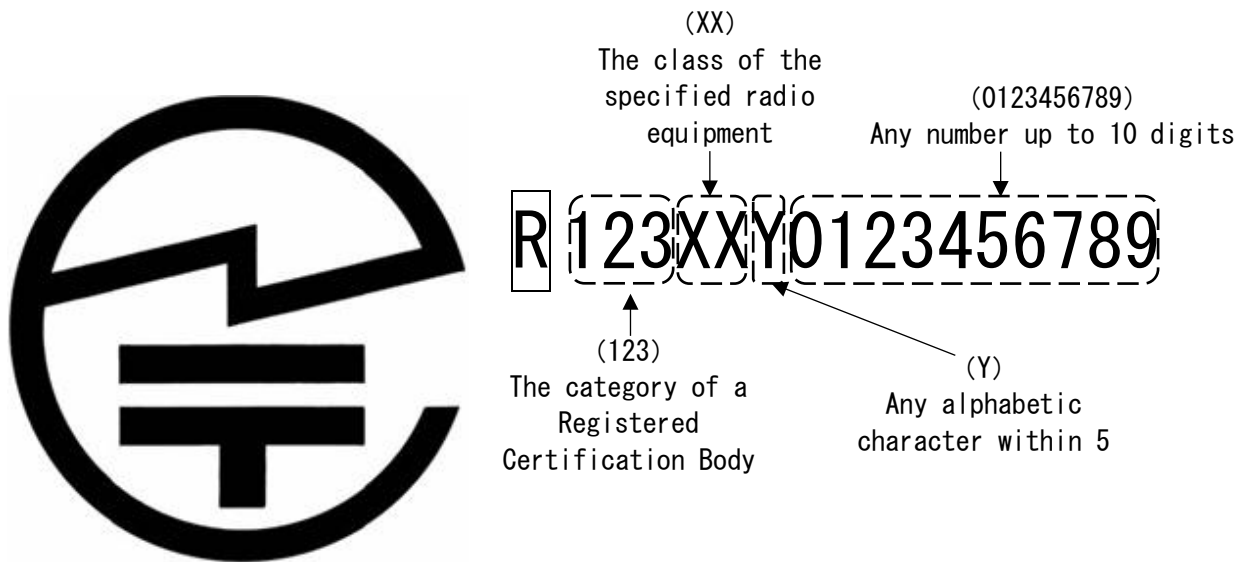 (XX)
The class of the
specified radio
equipment
(0123456789)
Any number up to 10 digits
R 123XXY0123456789
(123)
The category of a
Registered
Certification Body
(Y)
Any alphabetic
character within 5